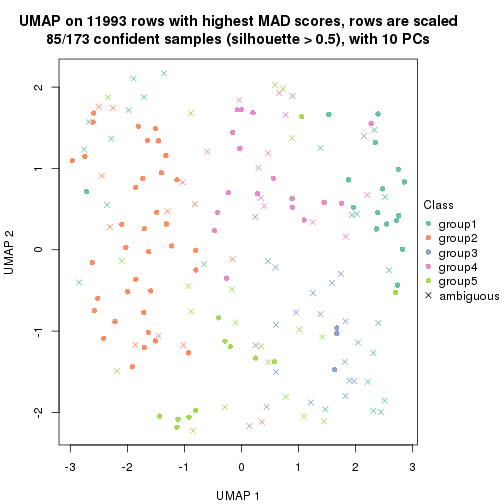 UMAP on 11993 rows with highest MAD scores, rows are scaled
85/173 confident samples (silhouette > 0.5), with 10 PCs
2
1
0
-1
-2
UMAP 2
-3
-2
-1
0
1
2
3
UMAP 1
Class
group1
group2
group3
group4
group5
ambiguous